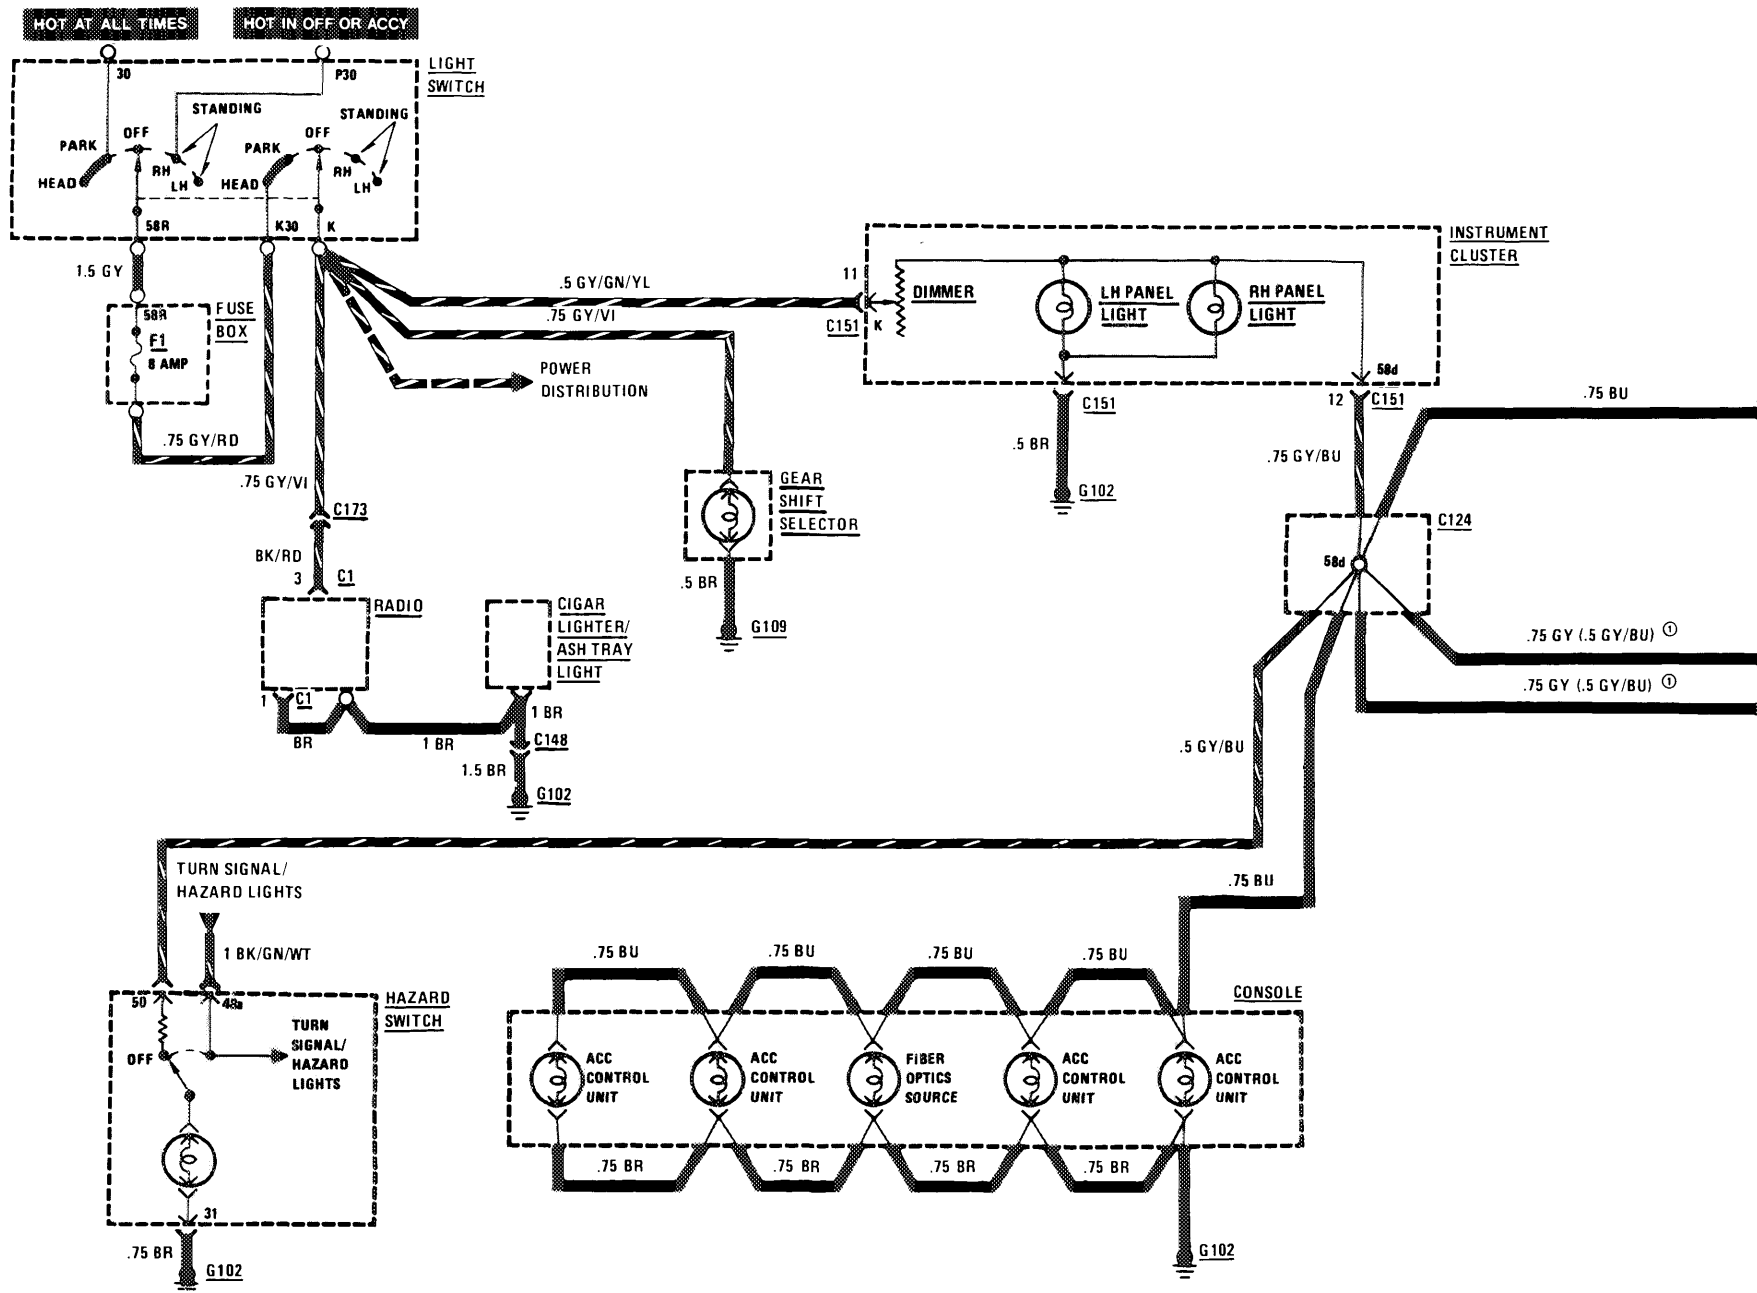 HOT AT ALL TIMES
HOT IN OFF OR ACCY
30
P30
LIGHT
SWITCH
STANDING
STANDING
PARK
OFF
RH
LH
HEAD
PARK
OFF
RH
LH
HEAD
58R
K30
K
1.5 GY
58R
F1
8 AMP
FUSE
BOX
.75 GY/RD
.75 GY/VI
C173
BK/RD
3
C1
RADIO
1
C1
BR
1 BR
CIGAR
LIGHTER/
ASH TRAY
LIGHT
1 BR
C148
1.5 BR
G102
.5 GY/GN/YL
.75 GY/VI
POWER
DISTRIBUTION
GEAR
SHIFT
SELECTOR
.5 BR
G109
11
C151
K
DIMMER
LH PANEL
LIGHT
RH PANEL
LIGHT
INSTRUMENT
CLUSTER
58d
C151
.5 BR
G102
12
C151
.75 GY/BU
.75 BU
C124
58d
.75 GY (.5 GY/BU) ①
.75 GY (.5 GY/BU) ①
.5 GY/BU
.75 BU
TURN SIGNAL/
HAZARD LIGHTS
1 BK/GN/WT
50
48a
HAZARD
SWITCH
OFF
TURN
SIGNAL/
HAZARD
LIGHTS
31
.75 BR
G102
.75 BU
.75 BU
.75 BU
.75 BU
CONSOLE
ACC
CONTROL
UNIT
ACC
CONTROL
UNIT
FIBER
OPTICS
SOURCE
ACC
CONTROL
UNIT
ACC
CONTROL
UNIT
.75 BR
.75 BR
.75 BR
.75 BR
G102